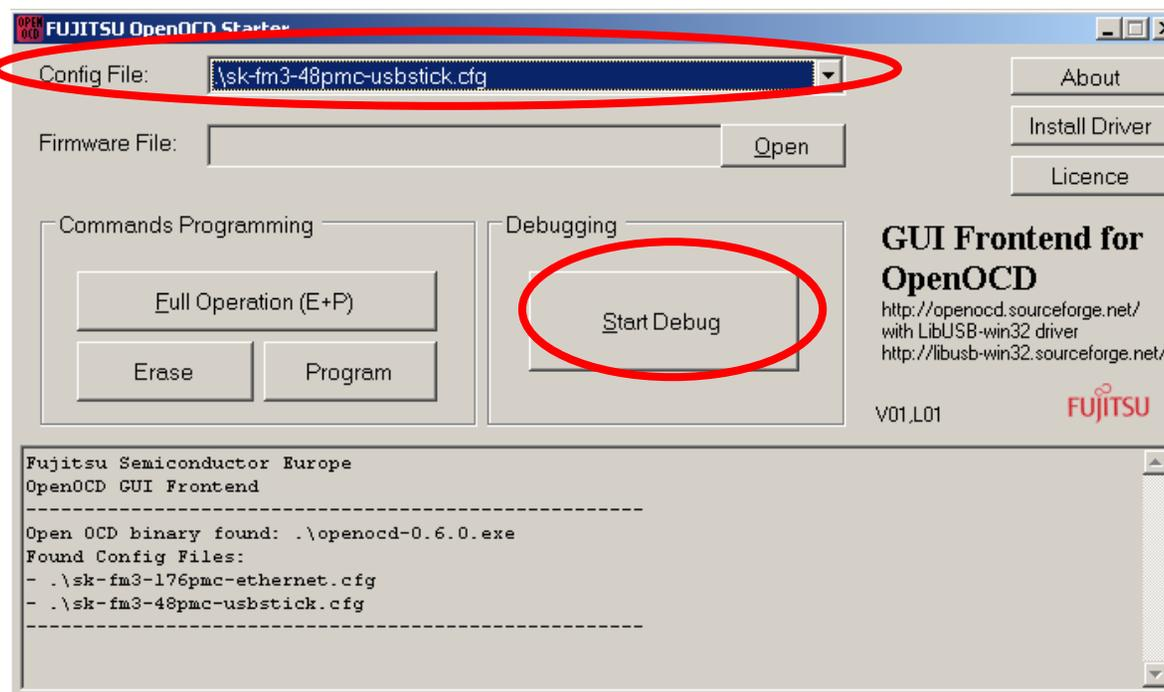 OPEN OCD FUJITSU OpenOCD Starter
Config File: .\sk-fm3-48pmc-usbstick.cfg
About
Firmware File: Open
Install Driver
Licence
Commands Programming
Full Operation (E+P)
Erase Program
Debugging
Start Debug
GUI Frontend for
OpenOCD
http://openocd.sourceforge.net/
with LibUSB-win32 driver
http://libusb-win32.sourceforge.net/
V01,L01 FUJITSU
Fujitsu Semiconductor Europe
OpenOCD GUI Frontend
-----------------------------------------------------
Open OCD binary found: .\openocd-0.6.0.exe
Found Config Files:
- .\sk-fm3-176pmc-ethernet.cfg
- .\sk-fm3-48pmc-usbstick.cfg
-----------------------------------------------------